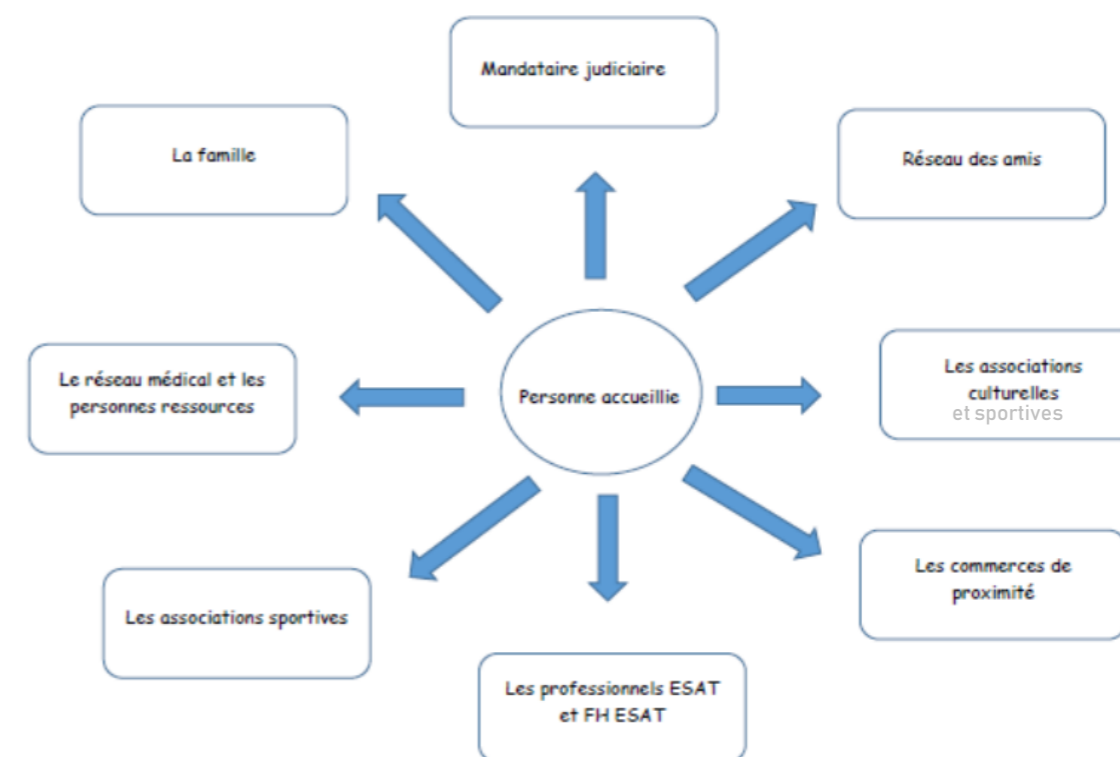 Mandataire judiciaire
La famille
Réseau des amis
Le réseau médical et les
personnes ressources
Personne accueillie
Les associations
culturelles
et sportives
Les associations sportives
Les commerces de
proximité
Les professionnels ESAT
et FH ESAT